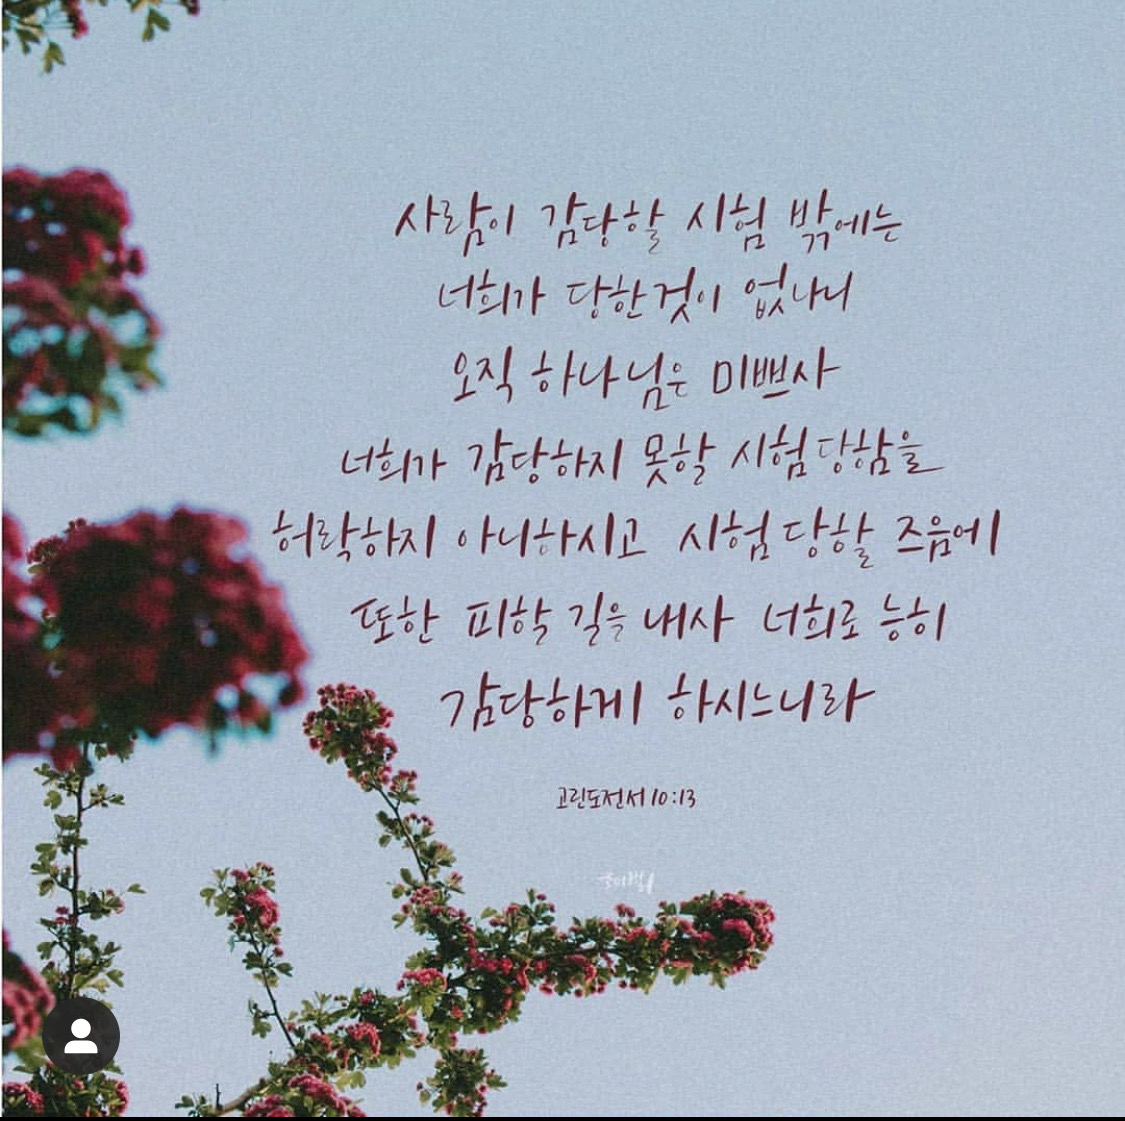 사람이 감당할 시험 밖에는
너희가 당한것이 없나니
오직 하나님은 미쁘사
너희가 감당하지 못할 시험당함을
허락하지 아니하시고 시험당할 즈음에
또한 피할 길을 내사 너희로 능히
감당하게 하시느니라
고린도전서 10:13